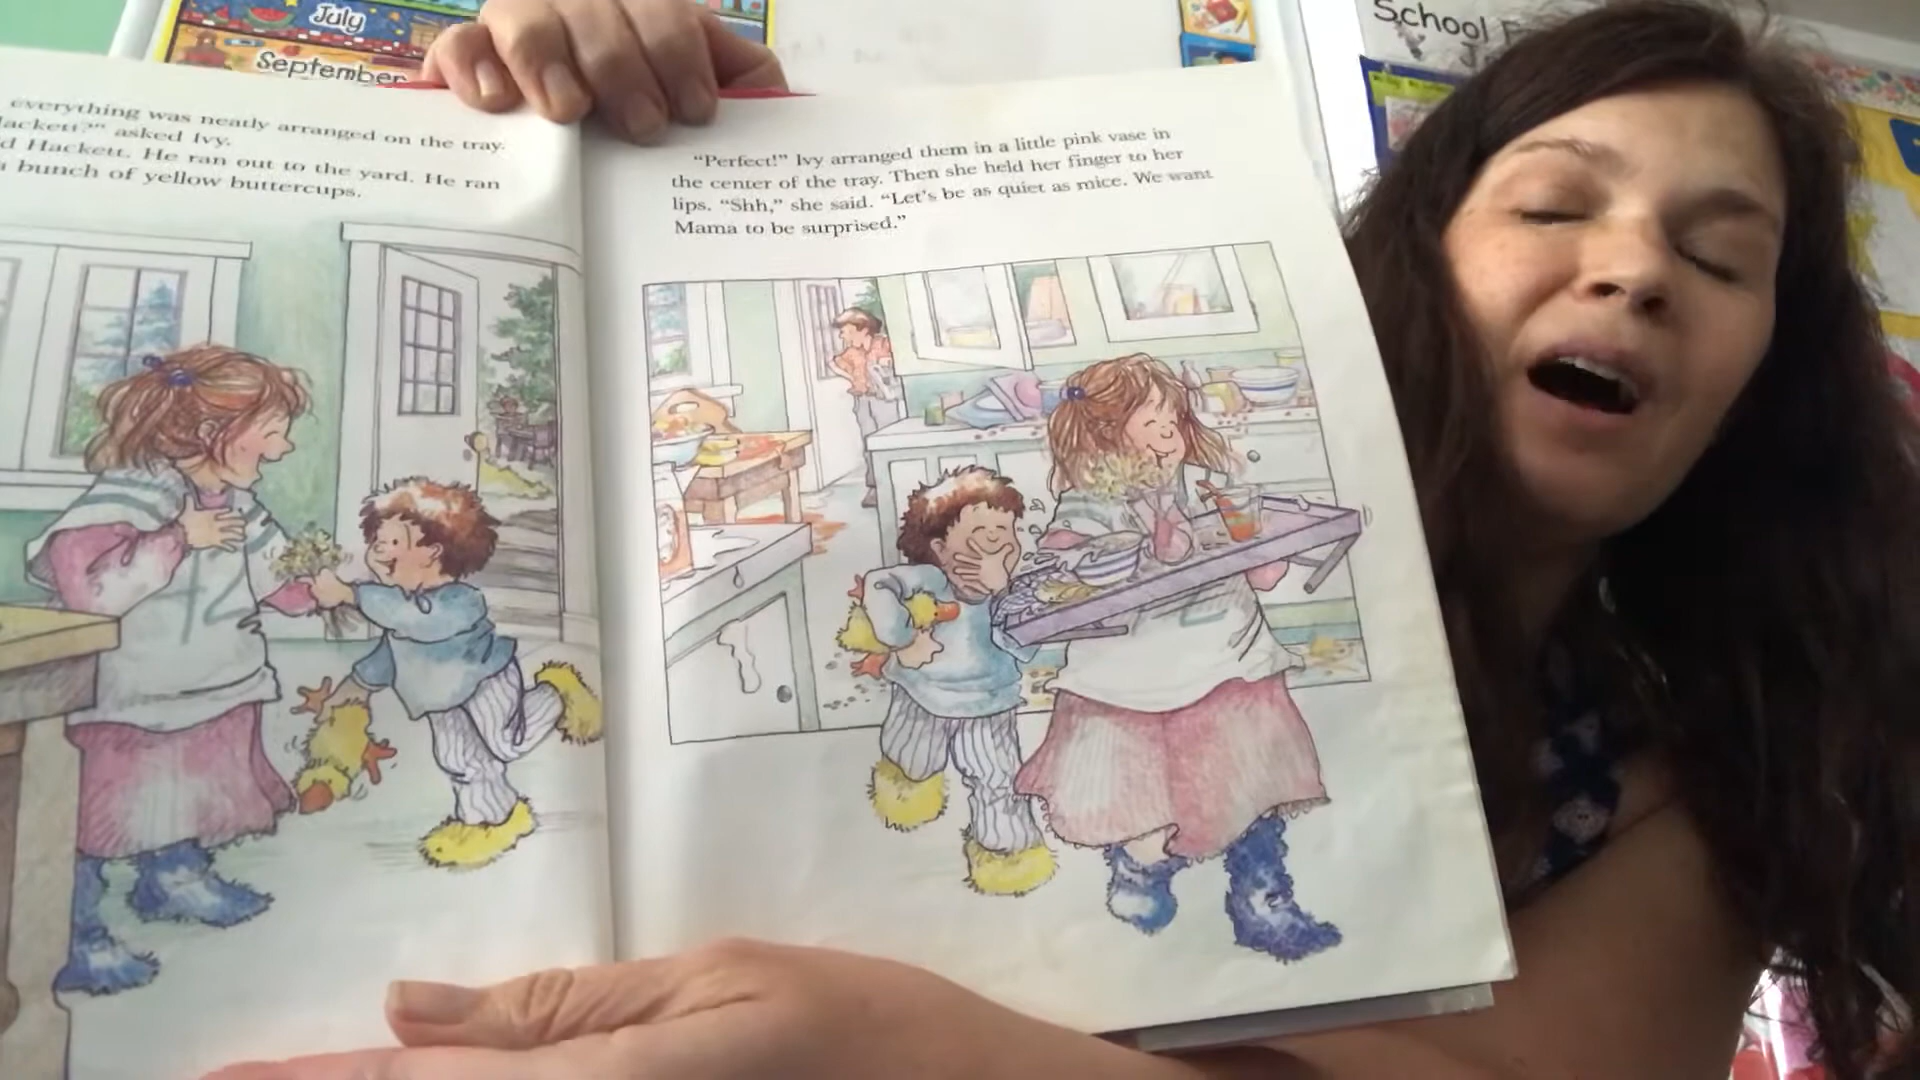 July
September
School
everything was neatly arranged on the tray.
Hackett?" asked Ivy.
d Hackett. He ran out to the yard. He ran
a bunch of yellow buttercups.
"Perfect!" Ivy arranged them in a little pink vase in
the center of the tray. Then she held her finger to her
lips. "Shh," she said. "Let's be as quiet as mice. We want
Mama to be surprised."